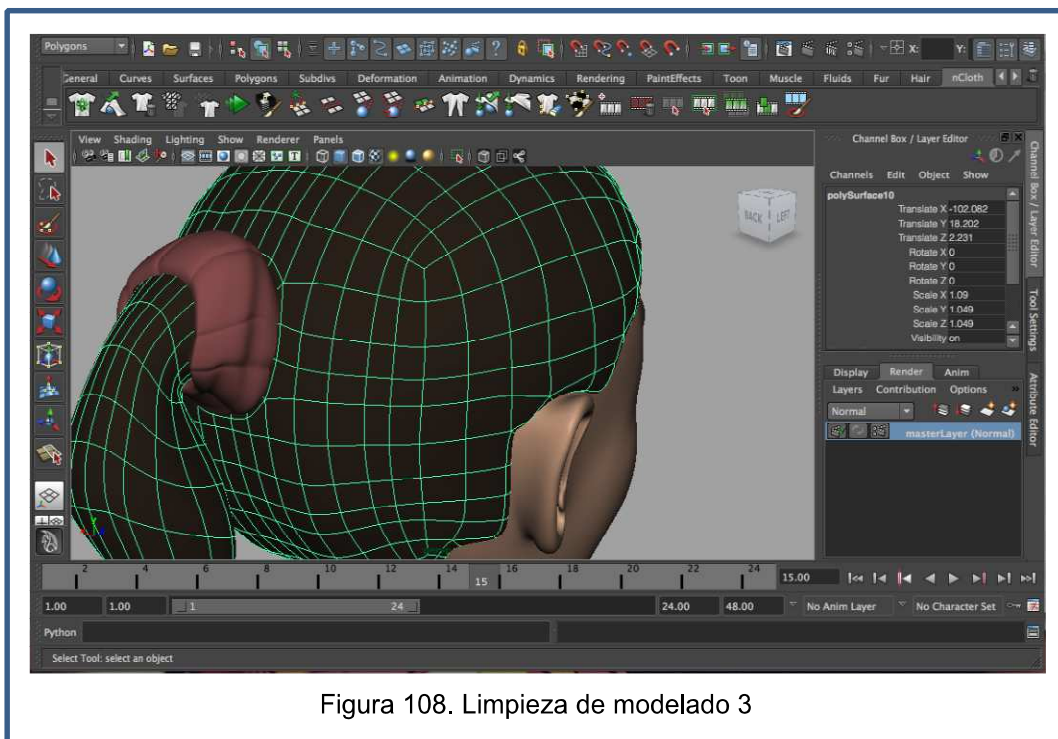 Polygons X: Y:
General Curves Surfaces Polygons Subdivs Deformation Animation Dynamics Rendering PaintEffects Toon Muscle Fluids Fur Hair nCloth
View Shading Lighting Show Renderer Panels
BACK LEFT
Channel Box / Layer Editor
Channels Edit Object Show
polySurface10
Translate X -102.082
Translate Y 18.202
Translate Z 2.231
Rotate X 0
Rotate Y 0
Rotate Z 0
Scale X 1.09
Scale Y 1.049
Scale Z 1.049
Visibility on
Display Render Anim
Layers Contribution Options »
Normal
masterLayer (Normal)
Channel Box / Layer Editor
Tool Settings
Attribute Editor
2 4 6 8 10 12 14 15 16 18 20 22 24 15.00
1.00 1.00 1 24 24.00 48.00 No Anim Layer No Character Set
Python
Select Tool: select an object
Figura 108. Limpieza de modelado 3